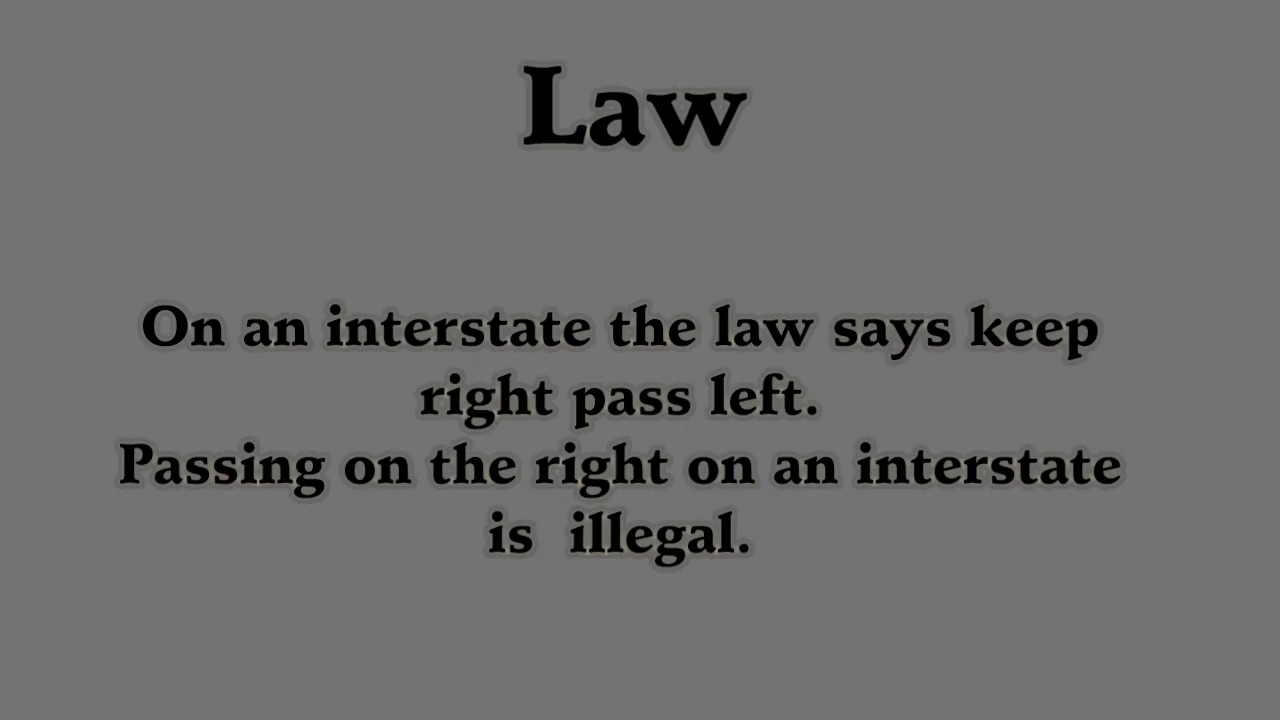 Law
On an interstate the law says keep
right pass left.
Passing on the right on an interstate
is  illegal.